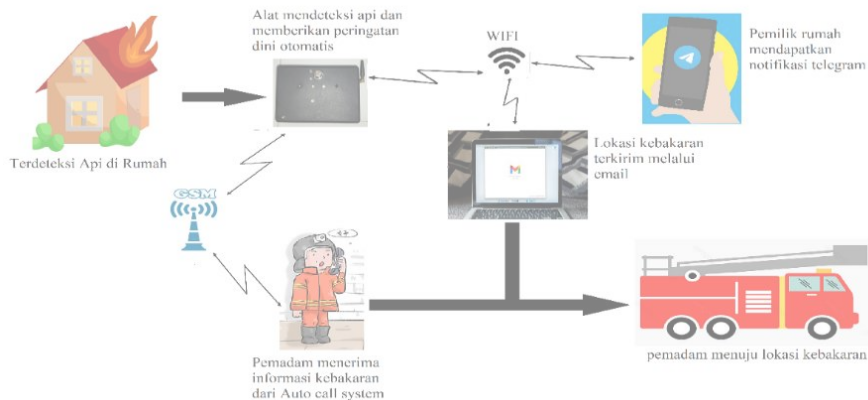 Alat mendeteksi api dan
memberikan peringatan
dini otomatis
WIFI
Pemilik rumah
mendapatkan
notifikasi telegram
Terdeteksi Api di Rumah
Lokasi kebakaran
terkirim melalui
email
GSM
Pemadam menerima
informasi kebakaran
dari Auto call system
pemadam menuju lokasi kebakaran